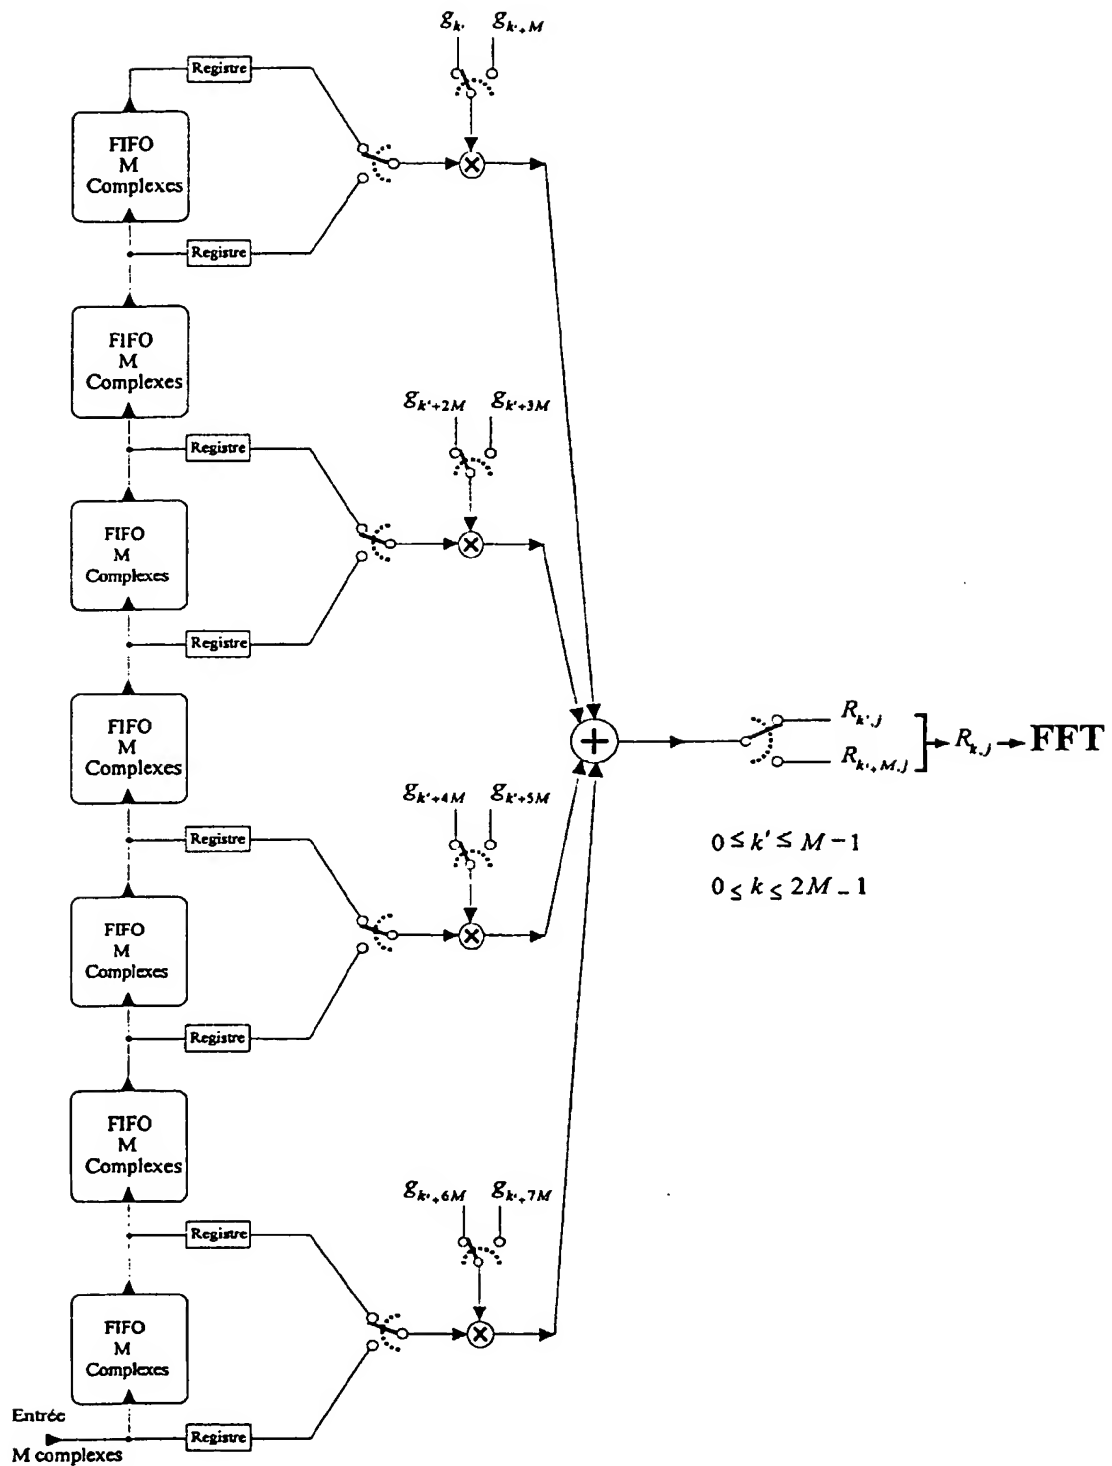 g_{k'} g_{k'+M}
Registre
FIFO
M
Complexes
Registre
FIFO
M
Complexes
g_{k'+2M} g_{k'+3M}
Registre
FIFO
M
Complexes
Registre
FIFO
M
Complexes
R_{k',j}
R_{k'+M,j}
R_{k,j}
FFT
g_{k'+4M} g_{k'+5M}
Registre
0 ≤ k' ≤ M-1
0 ≤ k ≤ 2M-1
FIFO
M
Complexes
Registre
FIFO
M
Complexes
g_{k'+6M} g_{k'+7M}
Registre
FIFO
M
Complexes
Entrée
M complexes
Registre